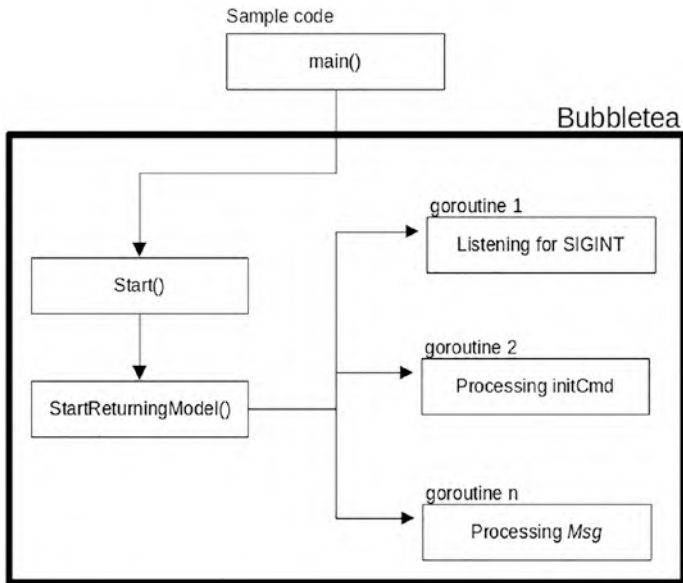 Sample code
main()
Bubbletea
goroutine 1
Listening for SIGINT
Start()
goroutine 2
Processing initCmd
StartReturningModel()
goroutine n
Processing Msg